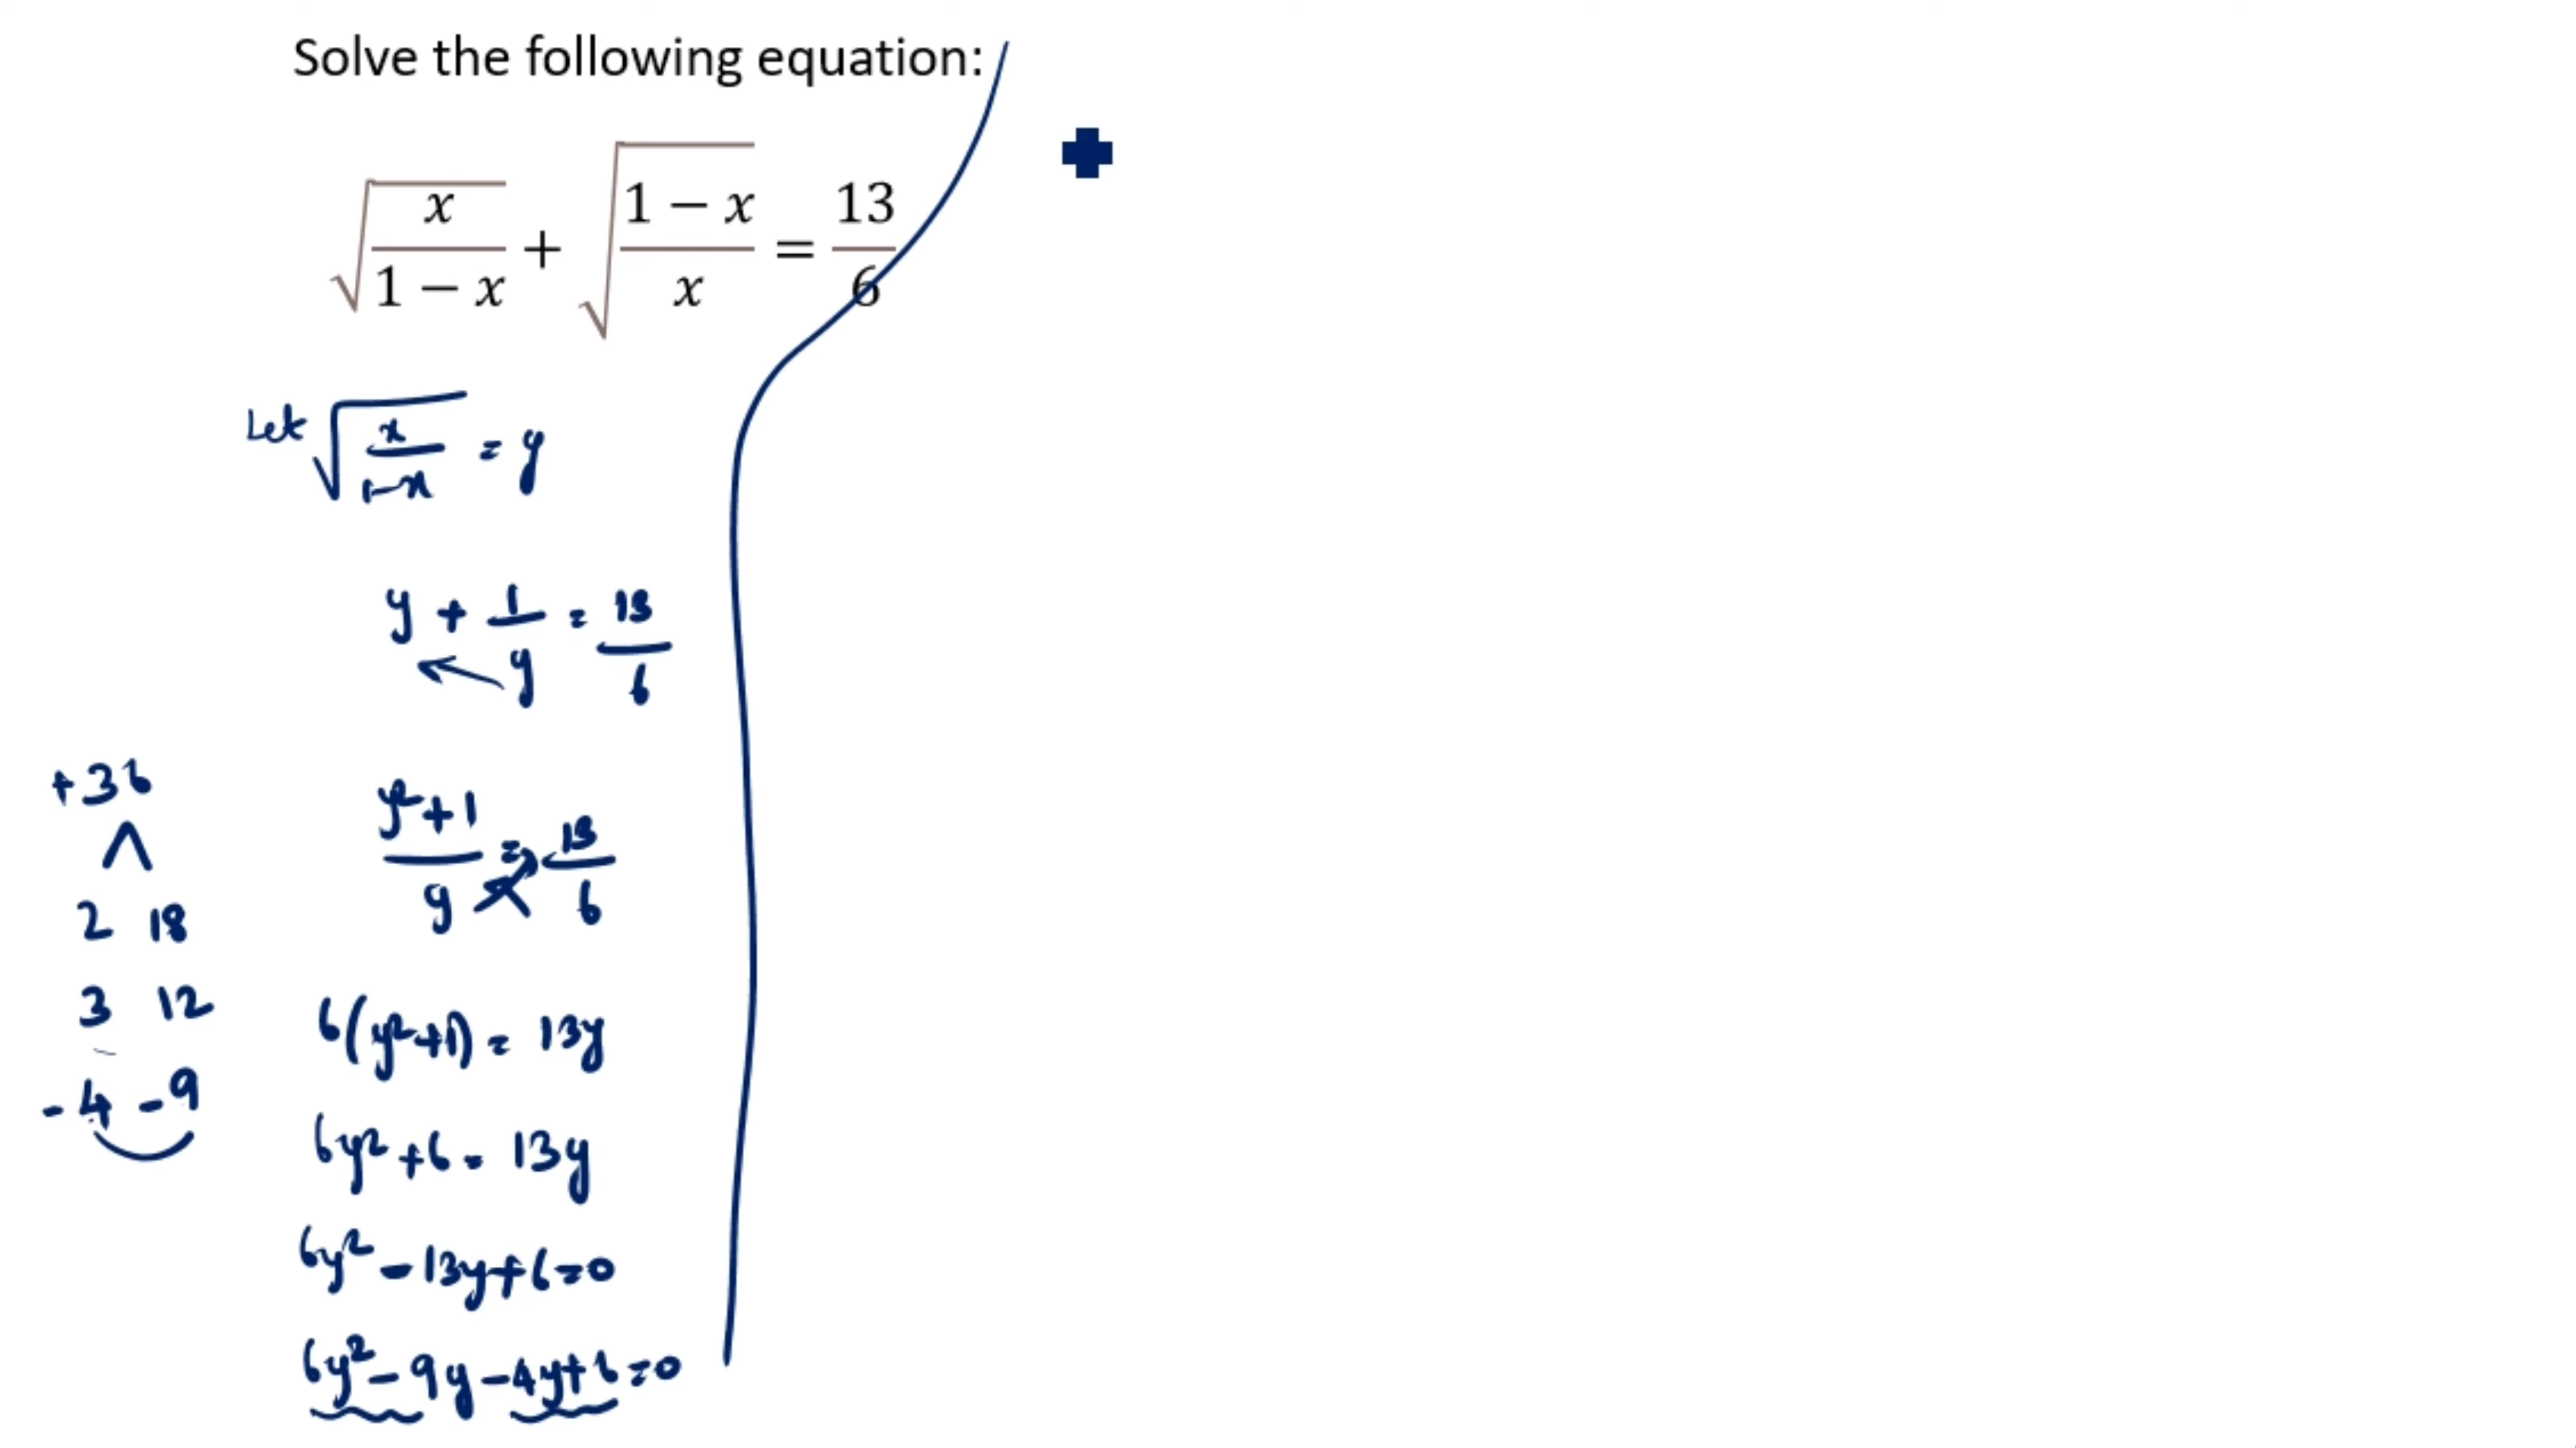 Solve the following equation:
√(x/(1 − x)) + √((1 − x)/x) = 13/6
Let √(x/(1-x)) = y
y + 1/y = 13/6
(y²+1)/y = 13/6
6(y²+1) = 13y
6y²+6 = 13y
6y² - 13y + 6 = 0
6y² - 9y - 4y + 6 = 0
+36
2 18
3 12
-4 -9